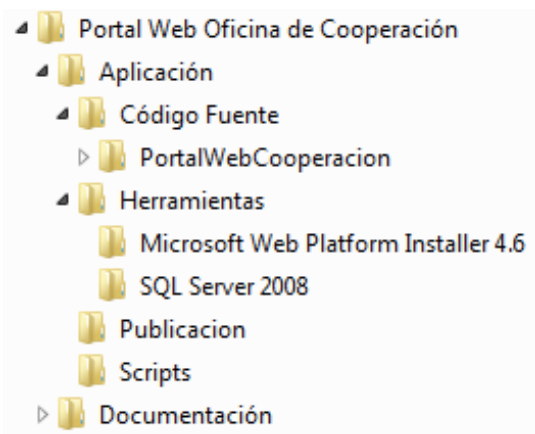 Portal Web Oficina de Cooperación
Aplicación
Código Fuente
PortalWebCooperacion
Herramientas
Microsoft Web Platform Installer 4.6
SQL Server 2008
Publicacion
Scripts
Documentación